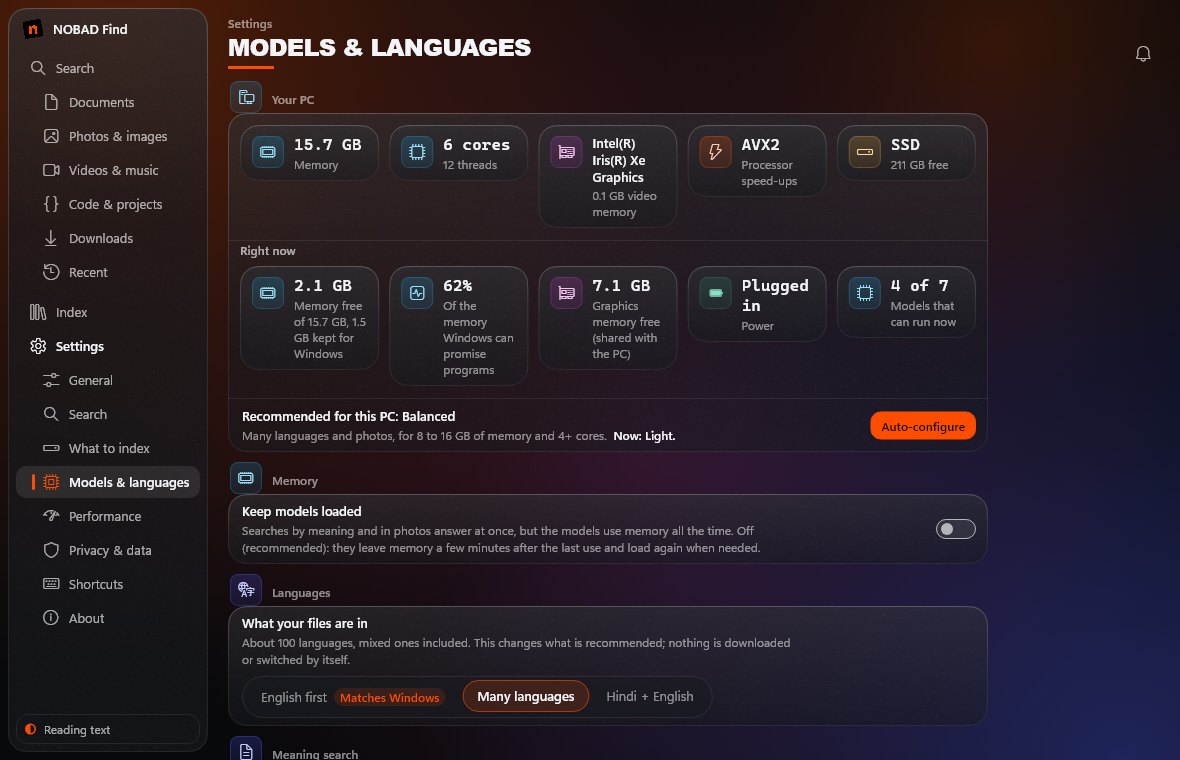 NOBAD Find
Search
Documents
Photos & images
Videos & music
Code & projects
Downloads
Recent
Index
Settings
General
Search
What to index
Models & languages
Performance
Privacy & data
Shortcuts
About
Reading text
Settings
MODELS & LANGUAGES
Your PC
15.7 GB
Memory
6 cores
12 threads
Intel(R)
Iris(R) Xe
Graphics
0.1 GB video
memory
AVX2
Processor
speed-ups
SSD
211 GB free
Right now
2.1 GB
Memory free
of 15.7 GB, 1.5
GB kept for
Windows
62%
Of the
memory
Windows can
promise
programs
7.1 GB
Graphics
memory free
(shared with
the PC)
Plugged
in
Power
4 of 7
Models that
can run now
Recommended for this PC: Balanced
Many languages and photos, for 8 to 16 GB of memory and 4+ cores. Now: Light.
Auto-configure
Memory
Keep models loaded
Searches by meaning and in photos answer at once, but the models use memory all the time. Off
(recommended): they leave memory a few minutes after the last use and load again when needed.
Languages
What your files are in
About 100 languages, mixed ones included. This changes what is recommended; nothing is downloaded
or switched by itself.
English first Matches Windows Many languages Hindi + English
Meaning search